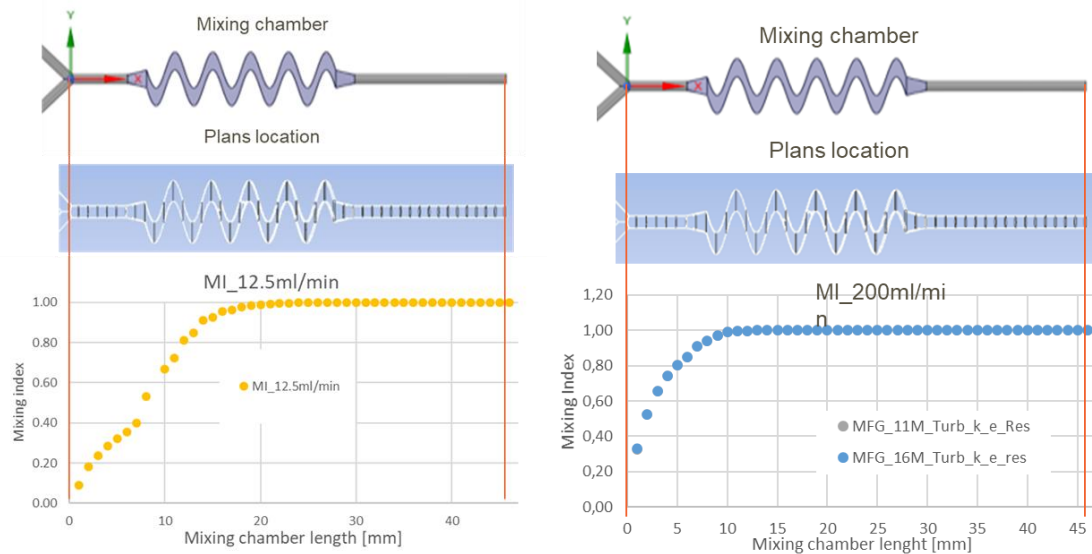 Mixing chamber
Y
X
Plans location
MI_12.5ml/min
1.00
0.80
0.60
0.40
0.20
0.00
Mixing index
MI_12.5ml/min
0
10
20
30
40
Mixing chamber length [mm]
Mixing chamber
Y
X
Plans location
MI_200ml/mi
n
1,20
1,00
0,80
0,60
0,40
0,20
0,00
Mixing Index
MFG_11M_Turb_k_e_Res
MFG_16M_Turb_k_e_res
0
5
10
15
20
25
30
35
40
45
Mixing chamber lenght [mm]